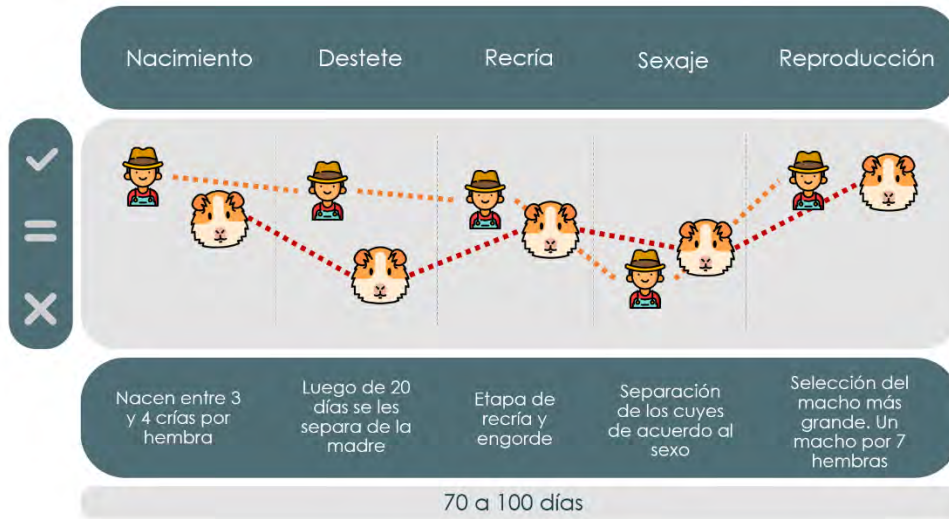 Nacimiento
Destete
Recría
Sexaje
Reproducción
Nacen entre 3
y 4 crías por
hembra
Luego de 20
días se les
separa de la
madre
Etapa de
recría y
engorde
Separación
de los cuyes
de acuerdo al
sexo
Selección del
macho más
grande. Un
macho por 7
hembras
70 a 100 días